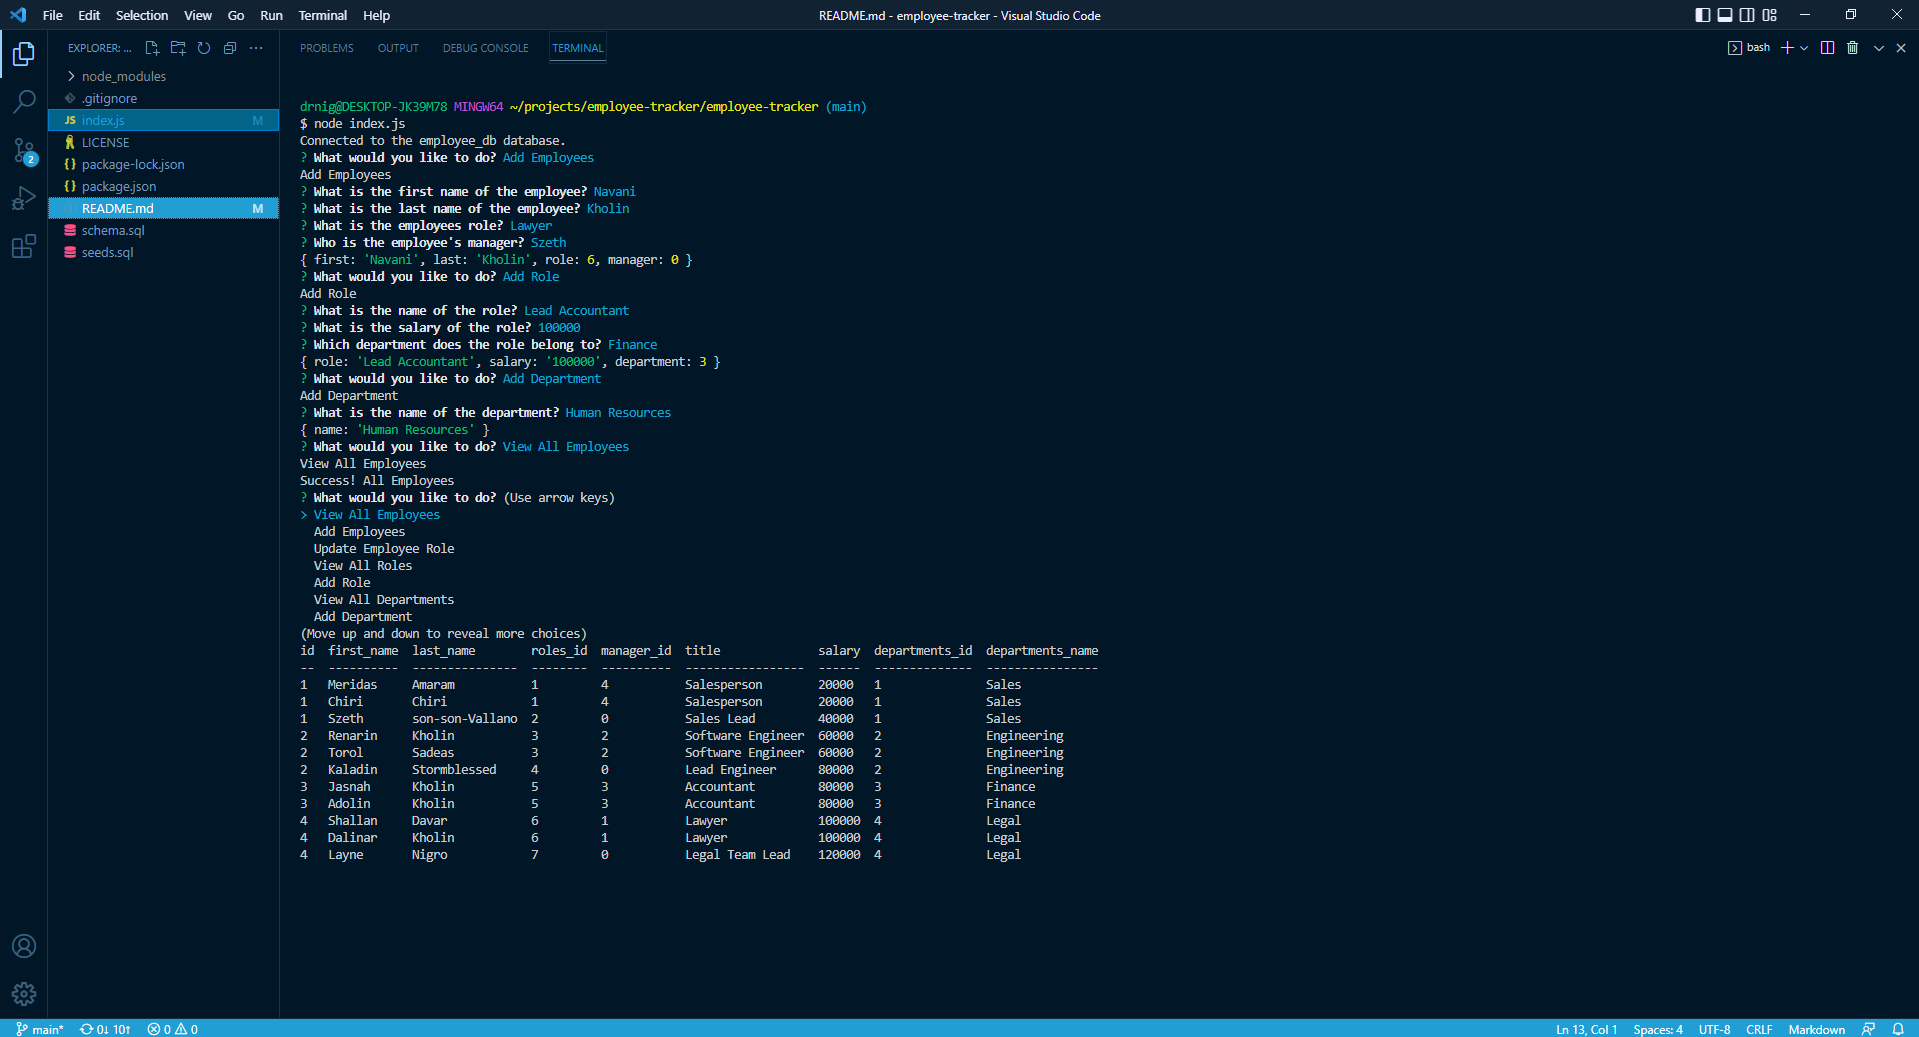 File Edit Selection View Go Run Terminal Help README.md - employee-tracker - Visual Studio Code
EXPLORER: ...
node_modules
.gitignore
JS index.js M
LICENSE
{} package-lock.json
{} package.json
README.md M
schema.sql
seeds.sql
2
PROBLEMS OUTPUT DEBUG CONSOLE TERMINAL bash
drnig@DESKTOP-JK39M78 MINGW64 ~/projects/employee-tracker/employee-tracker (main)
$ node index.js
Connected to the employee_db database.
? What would you like to do? Add Employees
Add Employees
? What is the first name of the employee? Navani
? What is the last name of the employee? Kholin
? What is the employees role? Lawyer
? Who is the employee's manager? Szeth
{ first: 'Navani', last: 'Kholin', role: 6, manager: 0 }
? What would you like to do? Add Role
Add Role
? What is the name of the role? Lead Accountant
? What is the salary of the role? 100000
? Which department does the role belong to? Finance
{ role: 'Lead Accountant', salary: '100000', department: 3 }
? What would you like to do? Add Department
Add Department
? What is the name of the department? Human Resources
{ name: 'Human Resources' }
? What would you like to do? View All Employees
View All Employees
Success! All Employees
? What would you like to do? (Use arrow keys)
> View All Employees
Add Employees
Update Employee Role
View All Roles
Add Role
View All Departments
Add Department
(Move up and down to reveal more choices)
id first_name last_name roles_id manager_id title salary departments_id departments_name
-- ---------- --------------- -------- ---------- ----------------- ------ -------------- ----------------
1 Meridas Amaram 1 4 Salesperson 20000 1 Sales
1 Chiri Chiri 1 4 Salesperson 20000 1 Sales
1 Szeth son-son-Vallano 2 0 Sales Lead 40000 1 Sales
2 Renarin Kholin 3 2 Software Engineer 60000 2 Engineering
2 Torol Sadeas 3 2 Software Engineer 60000 2 Engineering
2 Kaladin Stormblessed 4 0 Lead Engineer 80000 2 Engineering
3 Jasnah Kholin 5 3 Accountant 80000 3 Finance
3 Adolin Kholin 5 3 Accountant 80000 3 Finance
4 Shallan Davar 6 1 Lawyer 100000 4 Legal
4 Dalinar Kholin 6 1 Lawyer 100000 4 Legal
4 Layne Nigro 7 0 Legal Team Lead 120000 4 Legal
main* 0↓ 10↑ 0 0 Ln 13, Col 1 Spaces: 4 UTF-8 CRLF Markdown